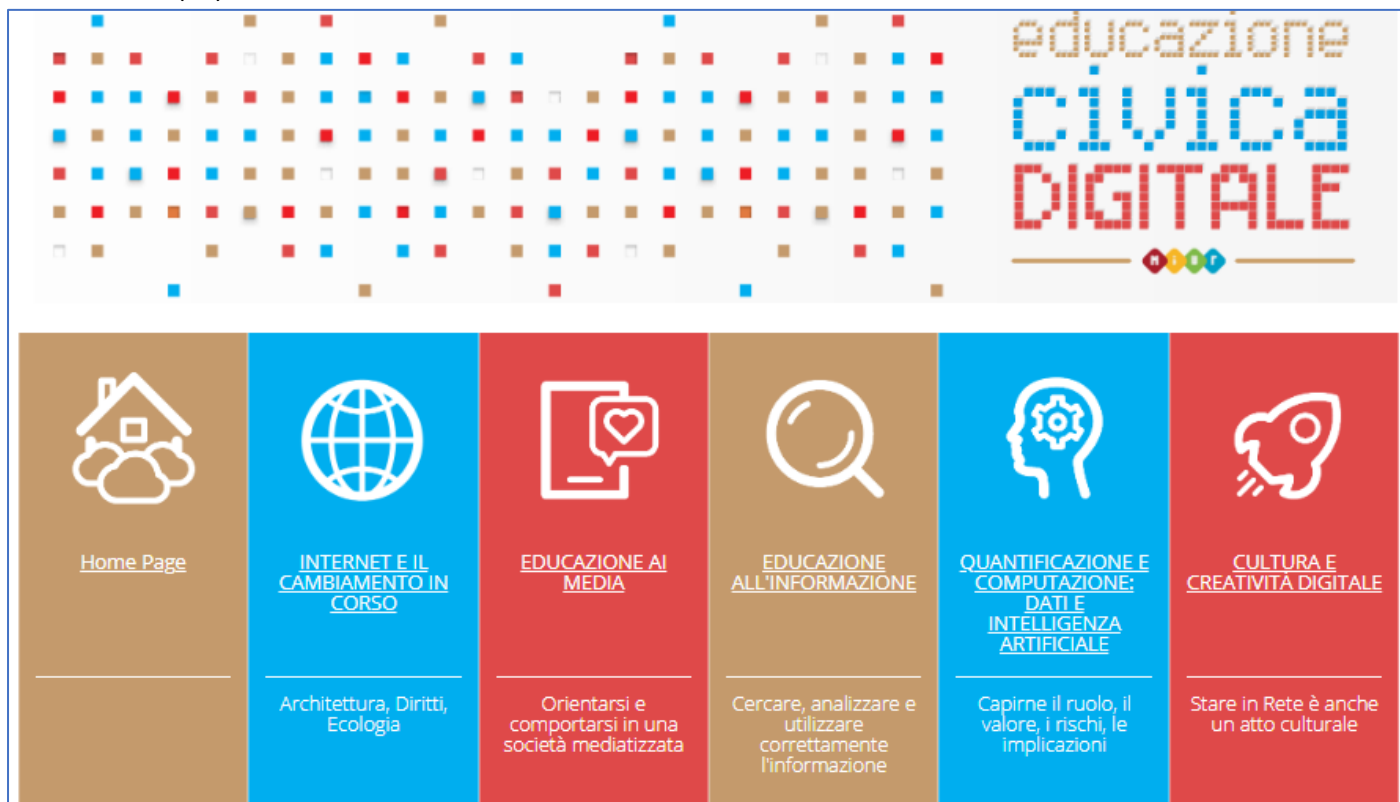 educazione
civica
DIGITALE
MIUR
Home Page
INTERNET E IL
CAMBIAMENTO IN
CORSO
Architettura, Diritti,
Ecologia
EDUCAZIONE AI
MEDIA
Orientarsi e
comportarsi in una
società mediatizzata
EDUCAZIONE
ALL'INFORMAZIONE
Cercare, analizzare e
utilizzare
correttamente
l'informazione
QUANTIFICAZIONE E
COMPUTAZIONE:
DATI E
INTELLIGENZA
ARTIFICIALE
Capirne il ruolo, il
valore, i rischi, le
implicazioni
CULTURA E
CREATIVITÀ DIGITALE
Stare in Rete è anche
un atto culturale